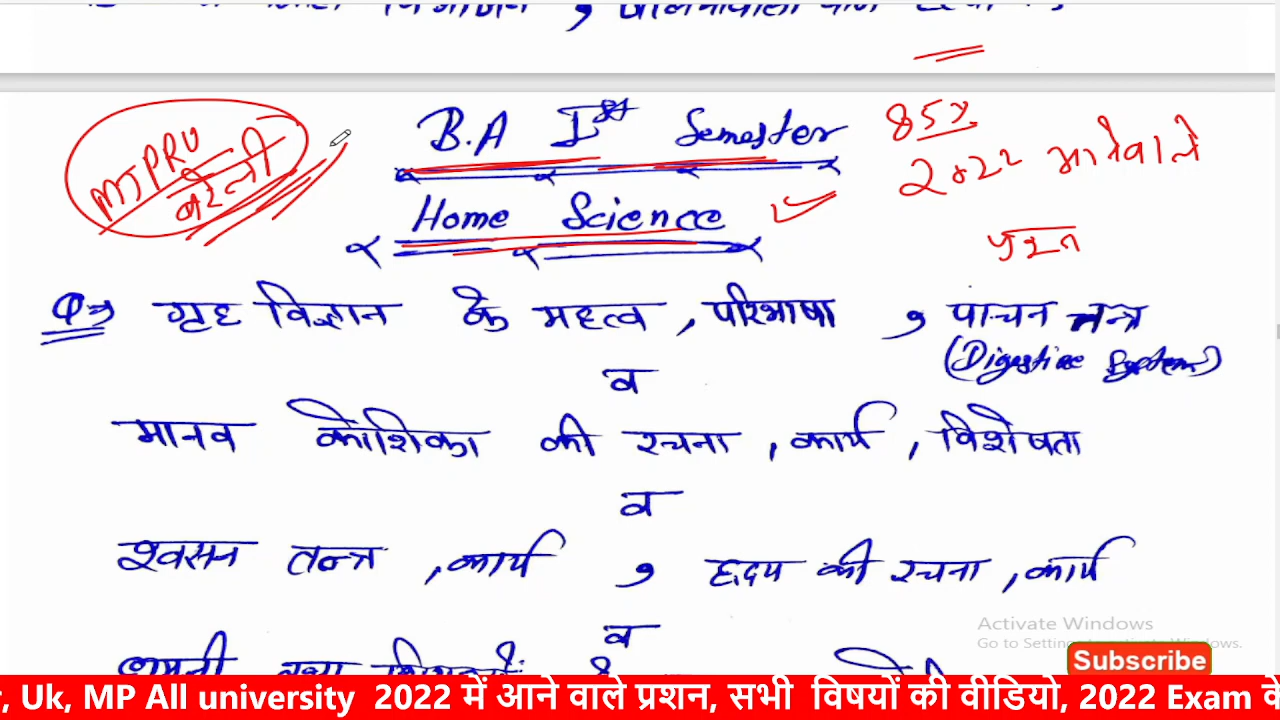 B.A Ist Semester
Home Science
MJPRU
बरेली
85%
2022 आनेवाले
प्रश्न
Q⇒ गृह विज्ञान के महत्व, परिभाषा , पाचन तन्त्र
(Digestive System)
व
मानव कोशिका की रचना, कार्य, विशेषता
व
श्वसन तन्त्र, कार्य , हृदय की रचना, कार्य
व
Activate Windows
Go to Settings to activate Windows.
Subscribe
, Uk, MP All university 2022 में आने वाले प्रशन, सभी विषयों की वीडियो, 2022 Exam के